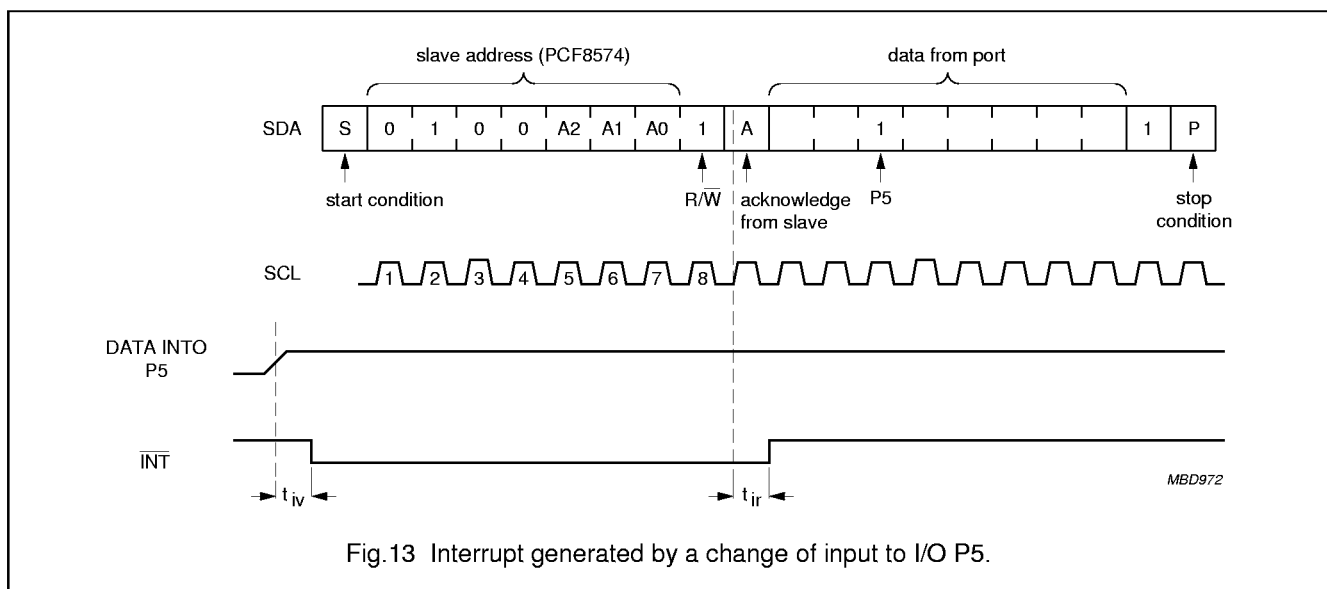 slave address (PCF8574) data from port
SDA S 0 1 0 0 A2 A1 A0 1 A 1 1 P
start condition R/W̅ acknowledge from slave P5 stop condition
SCL 1 2 3 4 5 6 7 8
DATA INTO P5
I̅N̅T̅
t iv t ir
MBD972
Fig.13 Interrupt generated by a change of input to I/O P5.